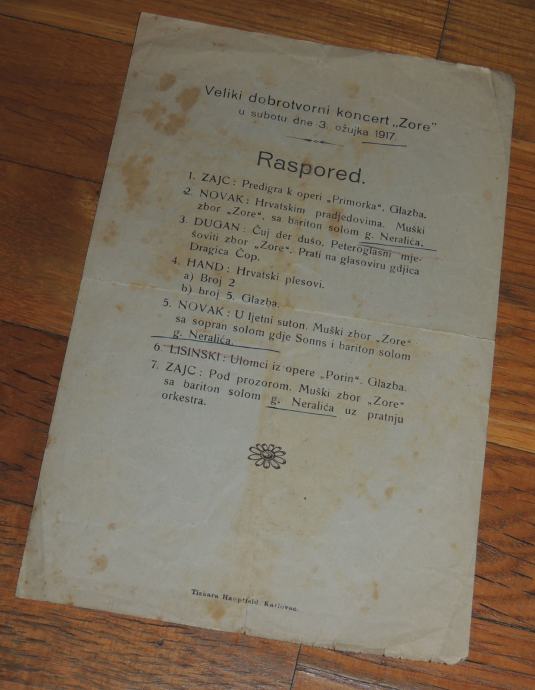 Veliki dobrotvorni koncert „Zore"
u subotu dne 3. ožujka 1917.
Raspored.
1. ZAJC: Predigra k operi „Primorka". Glazba.
2. NOVAK: Hrvatskim pradjedovima. Muški
zbor „Zore". sa bariton solom g. Neralića.
3. DUGAN: Čuj der dušo. Peteroglasni mje-
šoviti zbor „Zore". Prati na glasoviru gdjica
Dragica Čop.
4. HAND: Hrvatski plesovi.
a) Broj 2
b) broj 5. Glazba.
5. NOVAK: U ljetni suton. Muški zbor „Zore"
sa sopran solom gdje Sonns i bariton solom
g. Neralića.
6. LISINSKI: Ulomci iz opere „Porin". Glazba.
7. ZAJC: Pod prozorom. Muški zbor „Zore"
sa bariton solom g. Neralića uz pratnju
orkestra.
Tiskara Hauptfeld, Karlovac.